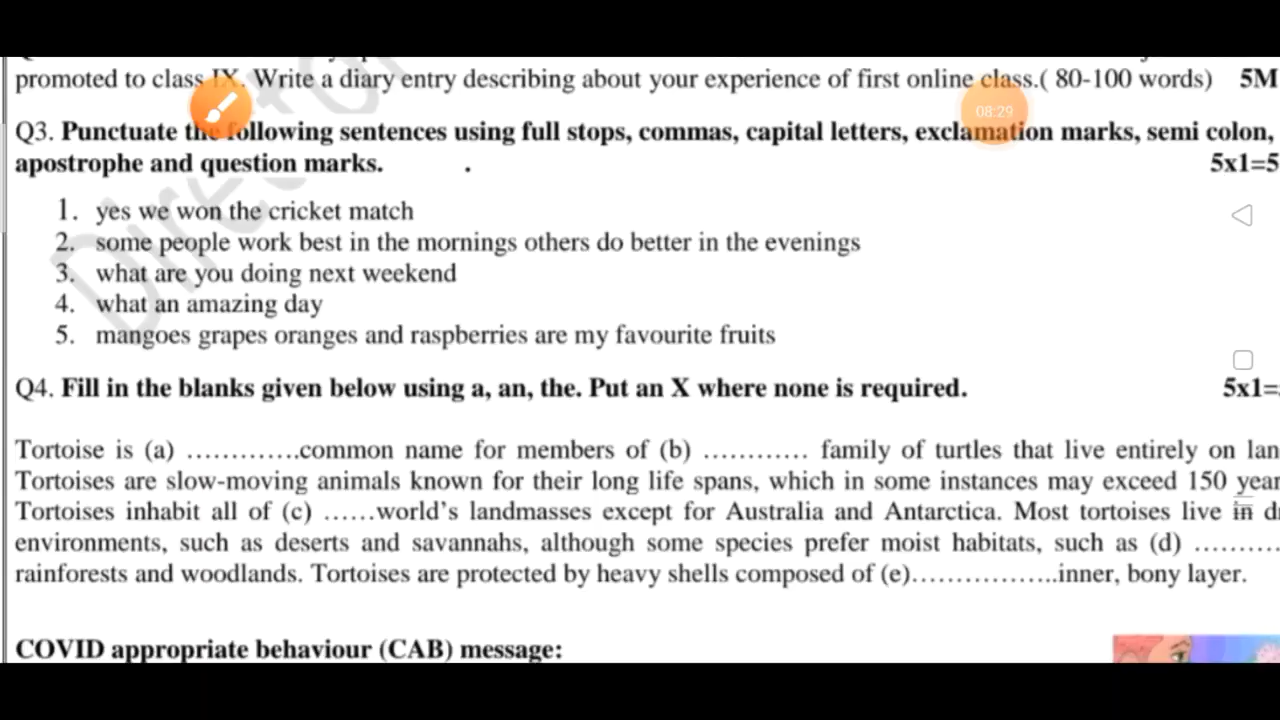 promoted to class IX. Write a diary entry describing about your experience of first online class.( 80-100 words) 5M
08:29
Q3. Punctuate the following sentences using full stops, commas, capital letters, exclamation marks, semi colon,
apostrophe and question marks. . 5x1=5
1. yes we won the cricket match
2. some people work best in the mornings others do better in the evenings
3. what are you doing next weekend
4. what an amazing day
5. mangoes grapes oranges and raspberries are my favourite fruits
Q4. Fill in the blanks given below using a, an, the. Put an X where none is required. 5x1=
Tortoise is (a) ………….common name for members of (b) ………… family of turtles that live entirely on lan
Tortoises are slow-moving animals known for their long life spans, which in some instances may exceed 150 year
Tortoises inhabit all of (c) ……world's landmasses except for Australia and Antarctica. Most tortoises live in d
environments, such as deserts and savannahs, although some species prefer moist habitats, such as (d) ……….
rainforests and woodlands. Tortoises are protected by heavy shells composed of (e)……………..inner, bony layer.
COVID appropriate behaviour (CAB) message: